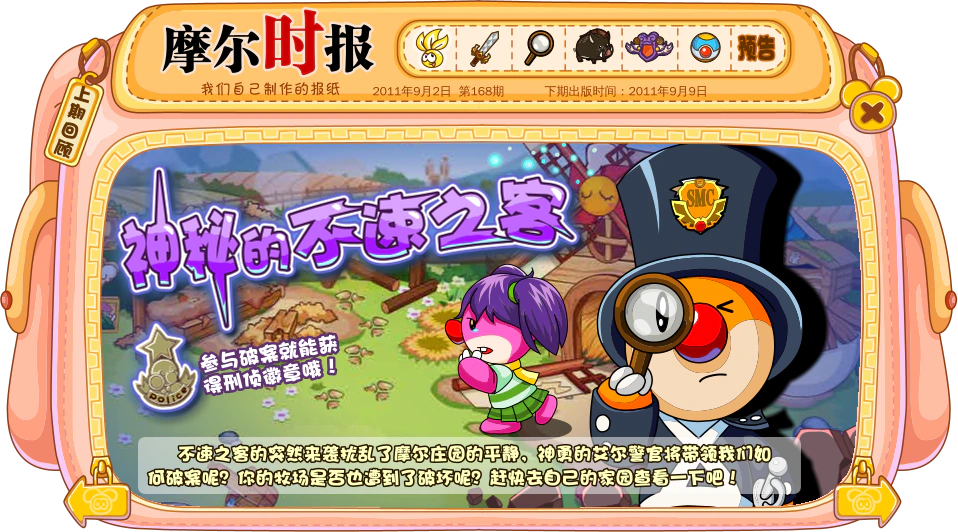 摩尔时报
预告
我们自己制作的报纸 2011年9月2日 第168期 下期出版时间：2011年9月9日
上期回顾
SMC
神秘的不速之客
参与破案就能获
得刑侦徽章哦！
police
不速之客的突然来袭扰乱了摩尔庄园的平静，神勇的艾尔警官将带领我们如
何破案呢？你的牧场是否也遭到了破坏呢？赶快去自己的家园查看一下吧！